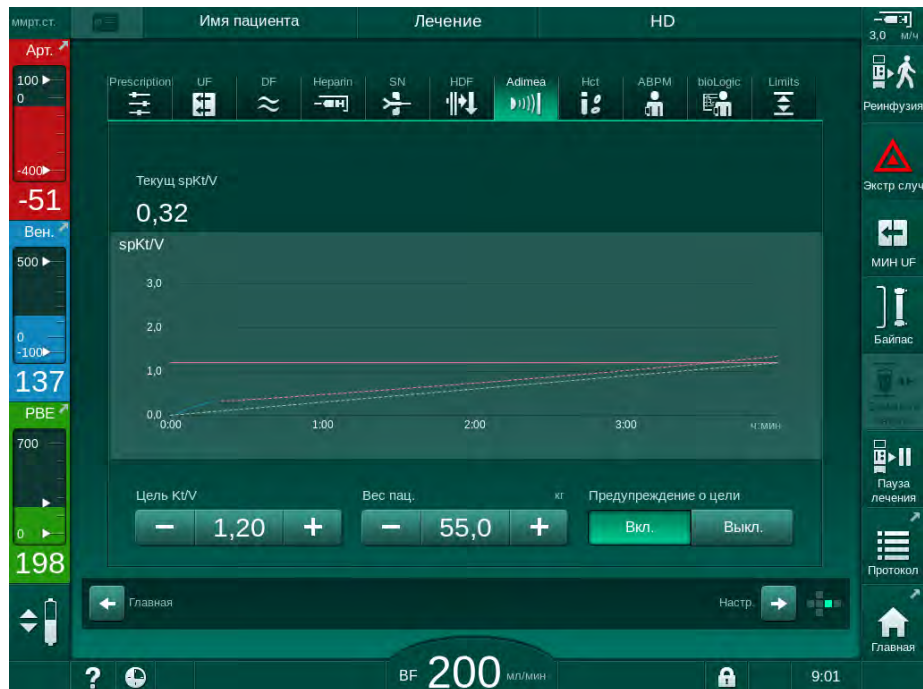 ммрт.ст.
Имя пациента
Лечение
HD
3,0 м/ч
Арт.
100
0
-400
-51
Вен.
500
0
-100
137
PBE
700
0
198
Prescription
UF
DF
Heparin
SN
HDF
Adimea
Hct
ABPM
bioLogic
Limits
Текущ spKt/V
0,32
spKt/V
3,0
2,0
1,0
0,0
0:00
1:00
2:00
3:00
ч:мин
Цель Kt/V
Вес пац.
кг
Предупреждение о цели
− 1,20 +
− 55,0 +
Вкл.
Выкл.
Главная
Настр.
Реинфузия
Экстр случ
МИН UF
Байпас
Пауза
лечения
Протокол
Главная
?
BF 200 мл/мин
9:01